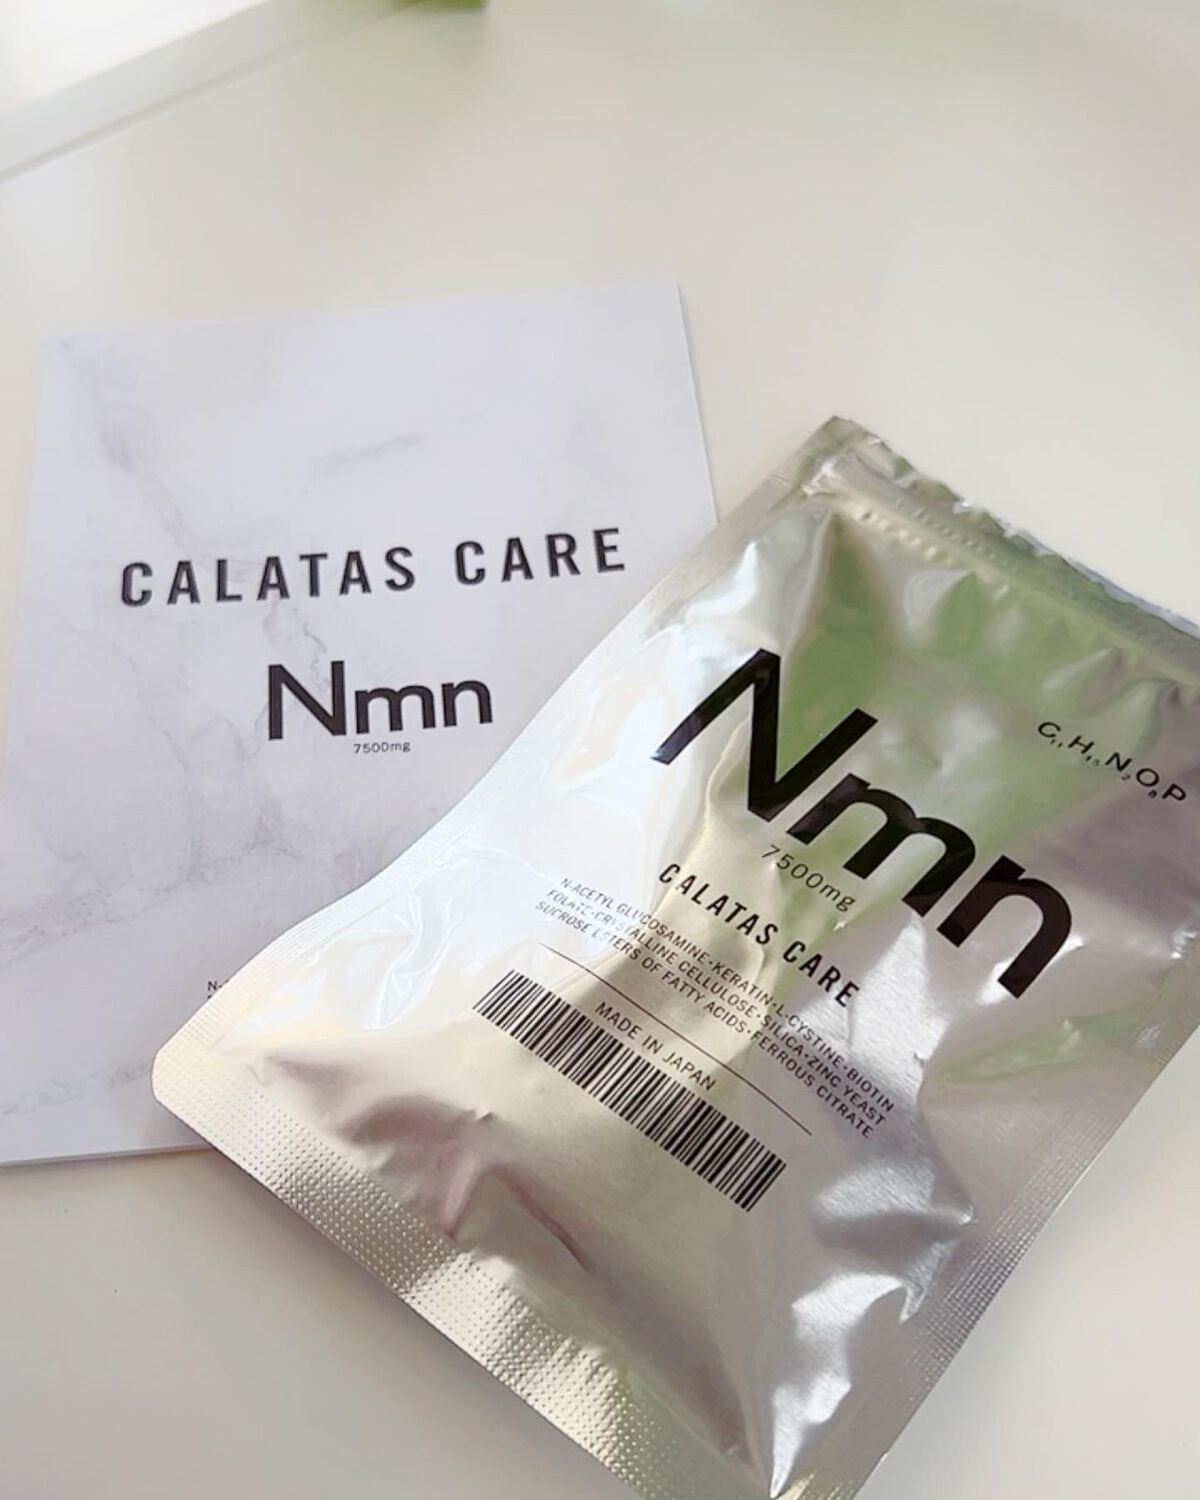 CALATAS CARE
Nmn
7500mg
N-
C₁₁H₁₅N₂O₈P
Nmn
7500mg
CALATAS CARE
N-ACETYL GLUCOSAMINE·KERATIN·L-CYSTINE·BIOTIN
FOLATE·CRYSTALLINE CELLULOSE·SILICA·ZINC YEAST
SUCROSE ESTERS OF FATTY ACIDS·FERROUS CITRATE
MADE IN JAPAN